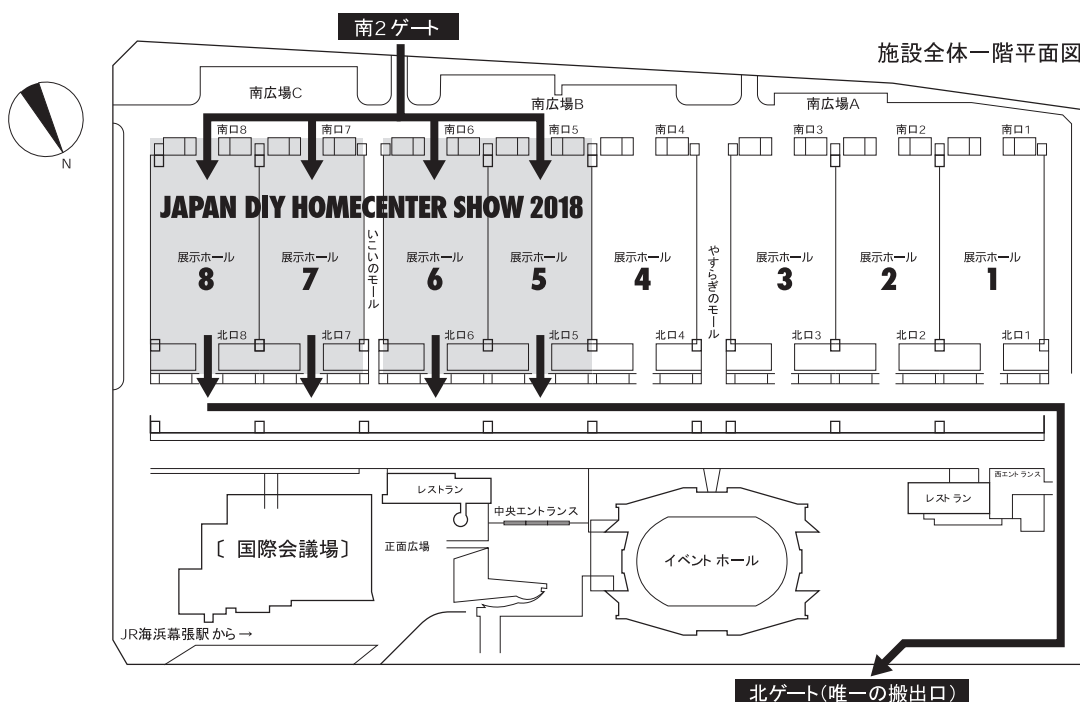 南2ゲート
施設全体一階平面図
南広場C
南広場B
南広場A
N
南口8
南口7
南口6
南口5
南口4
南口3
南口2
南口1
JAPAN DIY HOMECENTER SHOW 2018
展示ホール
8
展示ホール
7
いこいのモール
展示ホール
6
展示ホール
5
展示ホール
4
やすらぎのモール
展示ホール
3
展示ホール
2
展示ホール
1
北口8
北口7
北口6
北口5
北口4
北口3
北口2
北口1
レストラン
中央エントランス
西エントランス
レストラン
〔 国際会議場〕
正面広場
イベントホール
JR海浜幕張駅から→
北ゲート(唯一の搬出口)